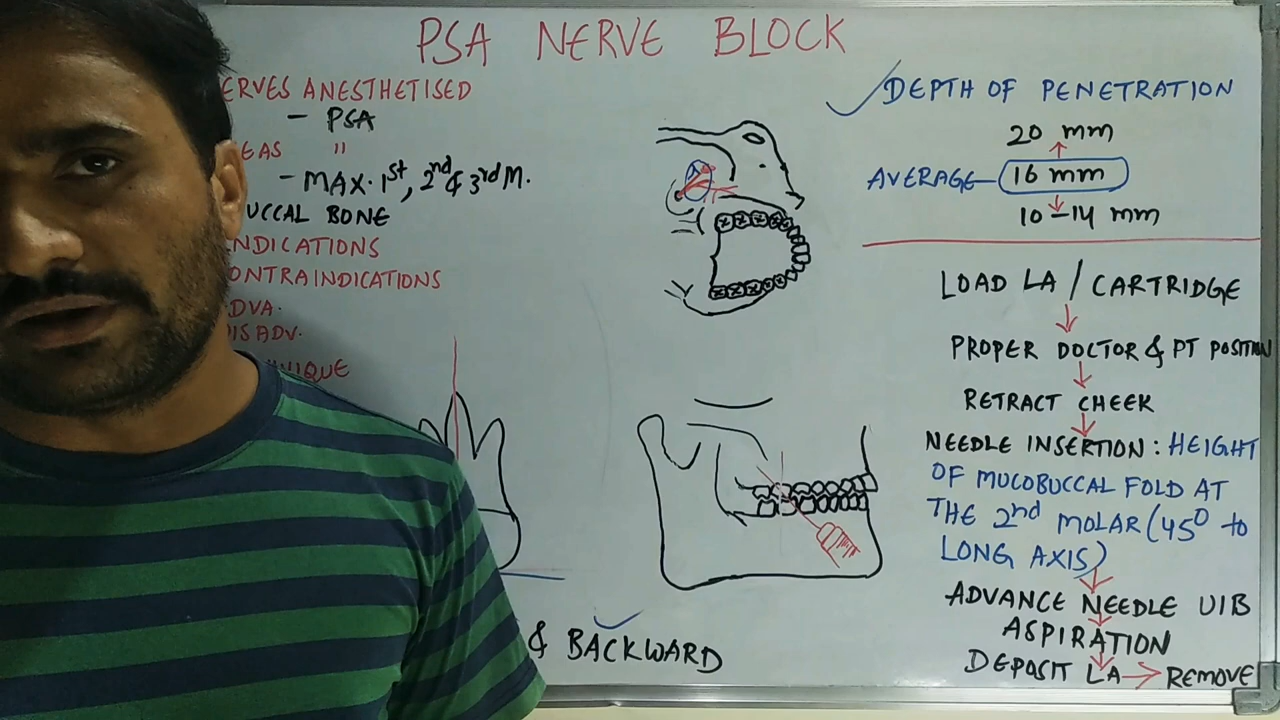 PSA NERVE BLOCK
ERVES ANESTHETISED
- PSA
EAS "
- MAX. 1st, 2nd & 3rd M.
UCCAL BONE
NDICATIONS
ONTRAINDICATIONS
DVA.
ISADV.
NIQUE
& BACKWARD
DEPTH OF PENETRATION
20 mm
AVERAGE - 16 mm
10-14 mm
LOAD LA / CARTRIDGE
PROPER DOCTOR & PT POSITION
RETRACT CHEEK
NEEDLE INSERTION : HEIGHT
OF MUCOBUCCAL FOLD AT
THE 2nd MOLAR (45° to
LONG AXIS)
ADVANCE NEEDLE UIB
ASPIRATION
DEPOSIT LA → REMOVE